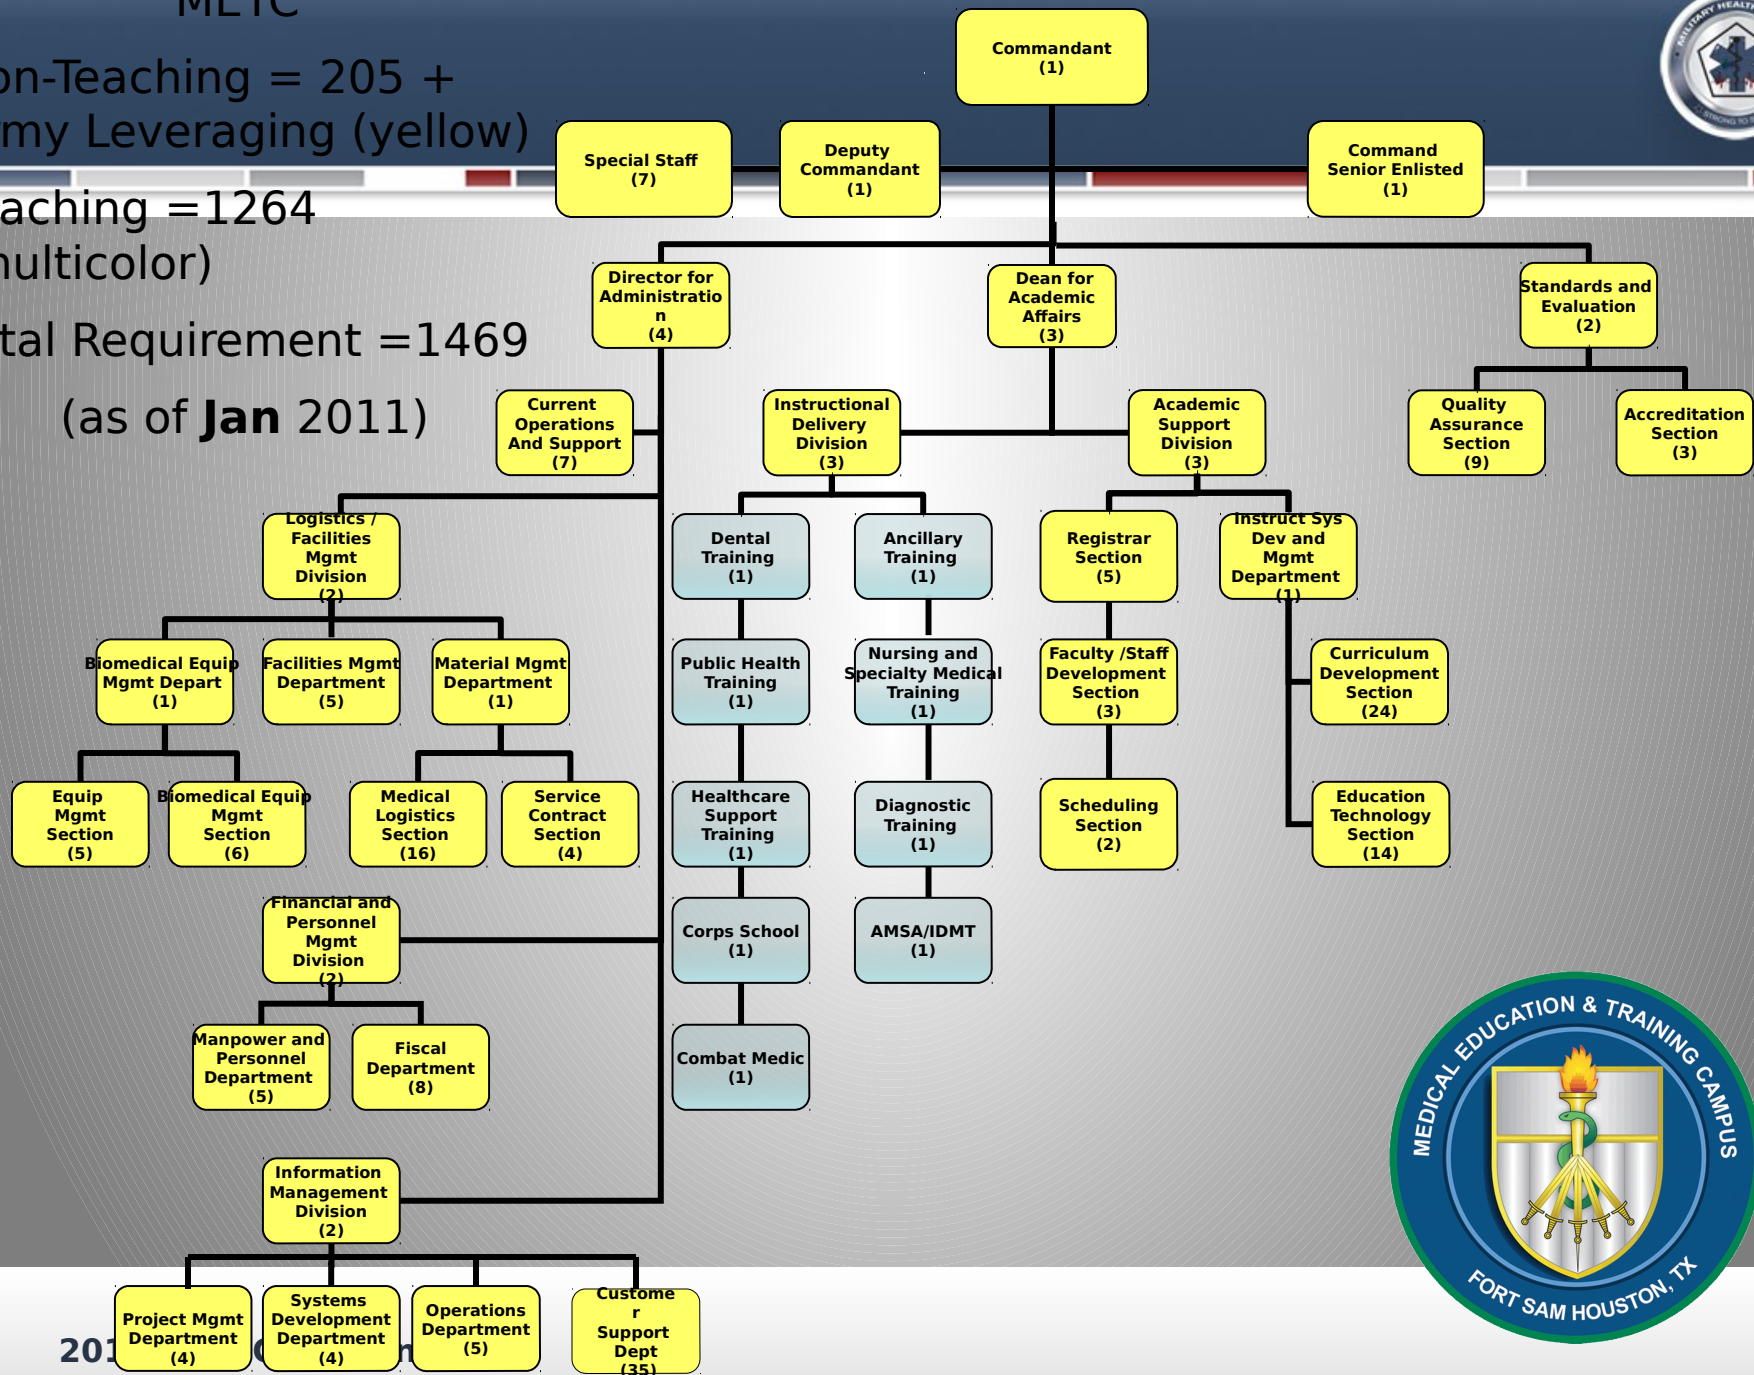 METC
on-Teaching = 205 +
rmy Leveraging (yellow)
aching =1264
nulticolor)
tal Requirement =1469
(as of Jan 2011)
Commandant
(1)
Special Staff
(7)
Deputy
Commandant
(1)
Command
Senior Enlisted
(1)
Director for
Administratio
n
(4)
Dean for
Academic
Affairs
(3)
Standards and
Evaluation
(2)
Current
Operations
And Support
(7)
Instructional
Delivery
Division
(3)
Academic
Support
Division
(3)
Quality
Assurance
Section
(9)
Accreditation
Section
(3)
Logistics /
Facilities
Mgmt
Division
(2)
Dental
Training
(1)
Ancillary
Training
(1)
Registrar
Section
(5)
Instruct Sys
Dev and
Mgmt
Department
(1)
Biomedical Equip
Mgmt Depart
(1)
Facilities Mgmt
Department
(5)
Material Mgmt
Department
(1)
Public Health
Training
(1)
Nursing and
Specialty Medical
Training
(1)
Faculty /Staff
Development
Section
(3)
Curriculum
Development
Section
(24)
Equip
Mgmt
Section
(5)
Biomedical Equip
Mgmt
Section
(6)
Medical
Logistics
Section
(16)
Service
Contract
Section
(4)
Healthcare
Support
Training
(1)
Diagnostic
Training
(1)
Scheduling
Section
(2)
Education
Technology
Section
(14)
Financial and
Personnel
Mgmt
Division
(2)
Corps School
(1)
AMSA/IDMT
(1)
Manpower and
Personnel
Department
(5)
Fiscal
Department
(8)
Combat Medic
(1)
Information
Management
Division
(2)
Project Mgmt
Department
(4)
Systems
Development
Department
(4)
Operations
Department
(5)
Custome
r
Support
Dept
(35)
MEDICAL EDUCATION & TRAINING CAMPUS
FORT SAM HOUSTON, TX